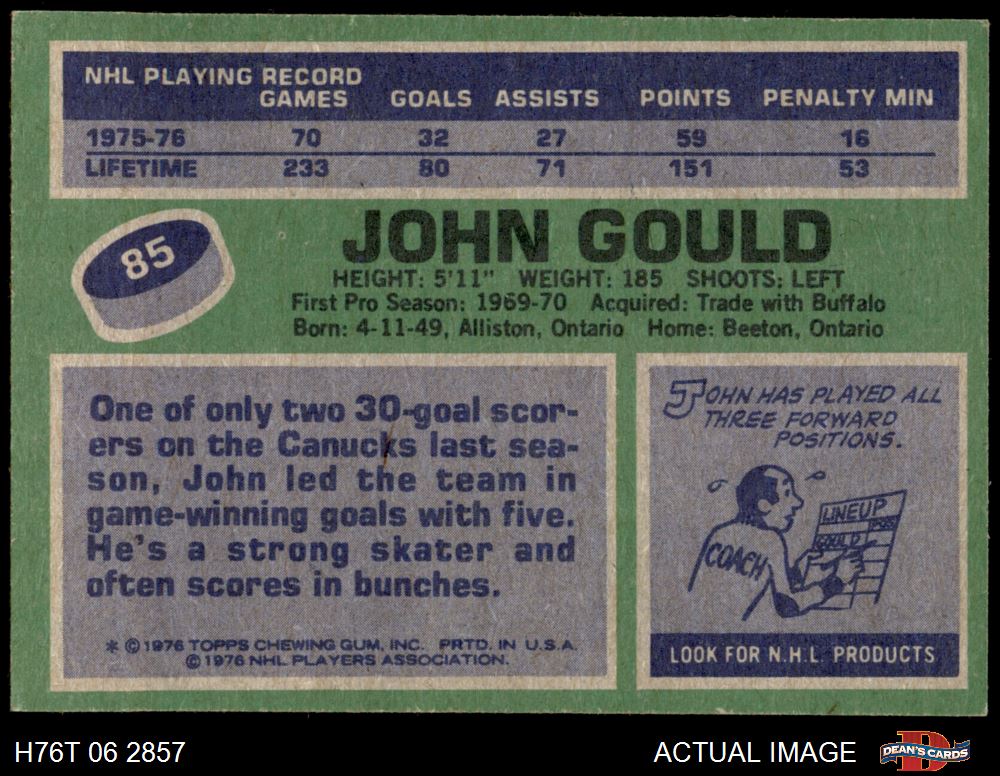 NHL PLAYING RECORD
GAMES GOALS ASSISTS POINTS PENALTY MIN
1975-76 70 32 27 59 16
LIFETIME 233 80 71 151 53
85
JOHN GOULD
HEIGHT: 5'11" WEIGHT: 185 SHOOTS: LEFT
First Pro Season: 1969-70 Acquired: Trade with Buffalo
Born: 4-11-49, Alliston, Ontario Home: Beeton, Ontario
One of only two 30-goal scor-
ers on the Canucks last sea-
son, John led the team in
game-winning goals with five.
He's a strong skater and
often scores in bunches.
* © 1976 TOPPS CHEWING GUM, INC. PRTD. IN U.S.A.
© 1976 NHL PLAYERS ASSOCIATION.
JOHN HAS PLAYED ALL
THREE FORWARD
POSITIONS.
LINEUP
GOULD
COACH
LOOK FOR N.H.L. PRODUCTS
H76T 06 2857 ACTUAL IMAGE DEAN'S CARDS